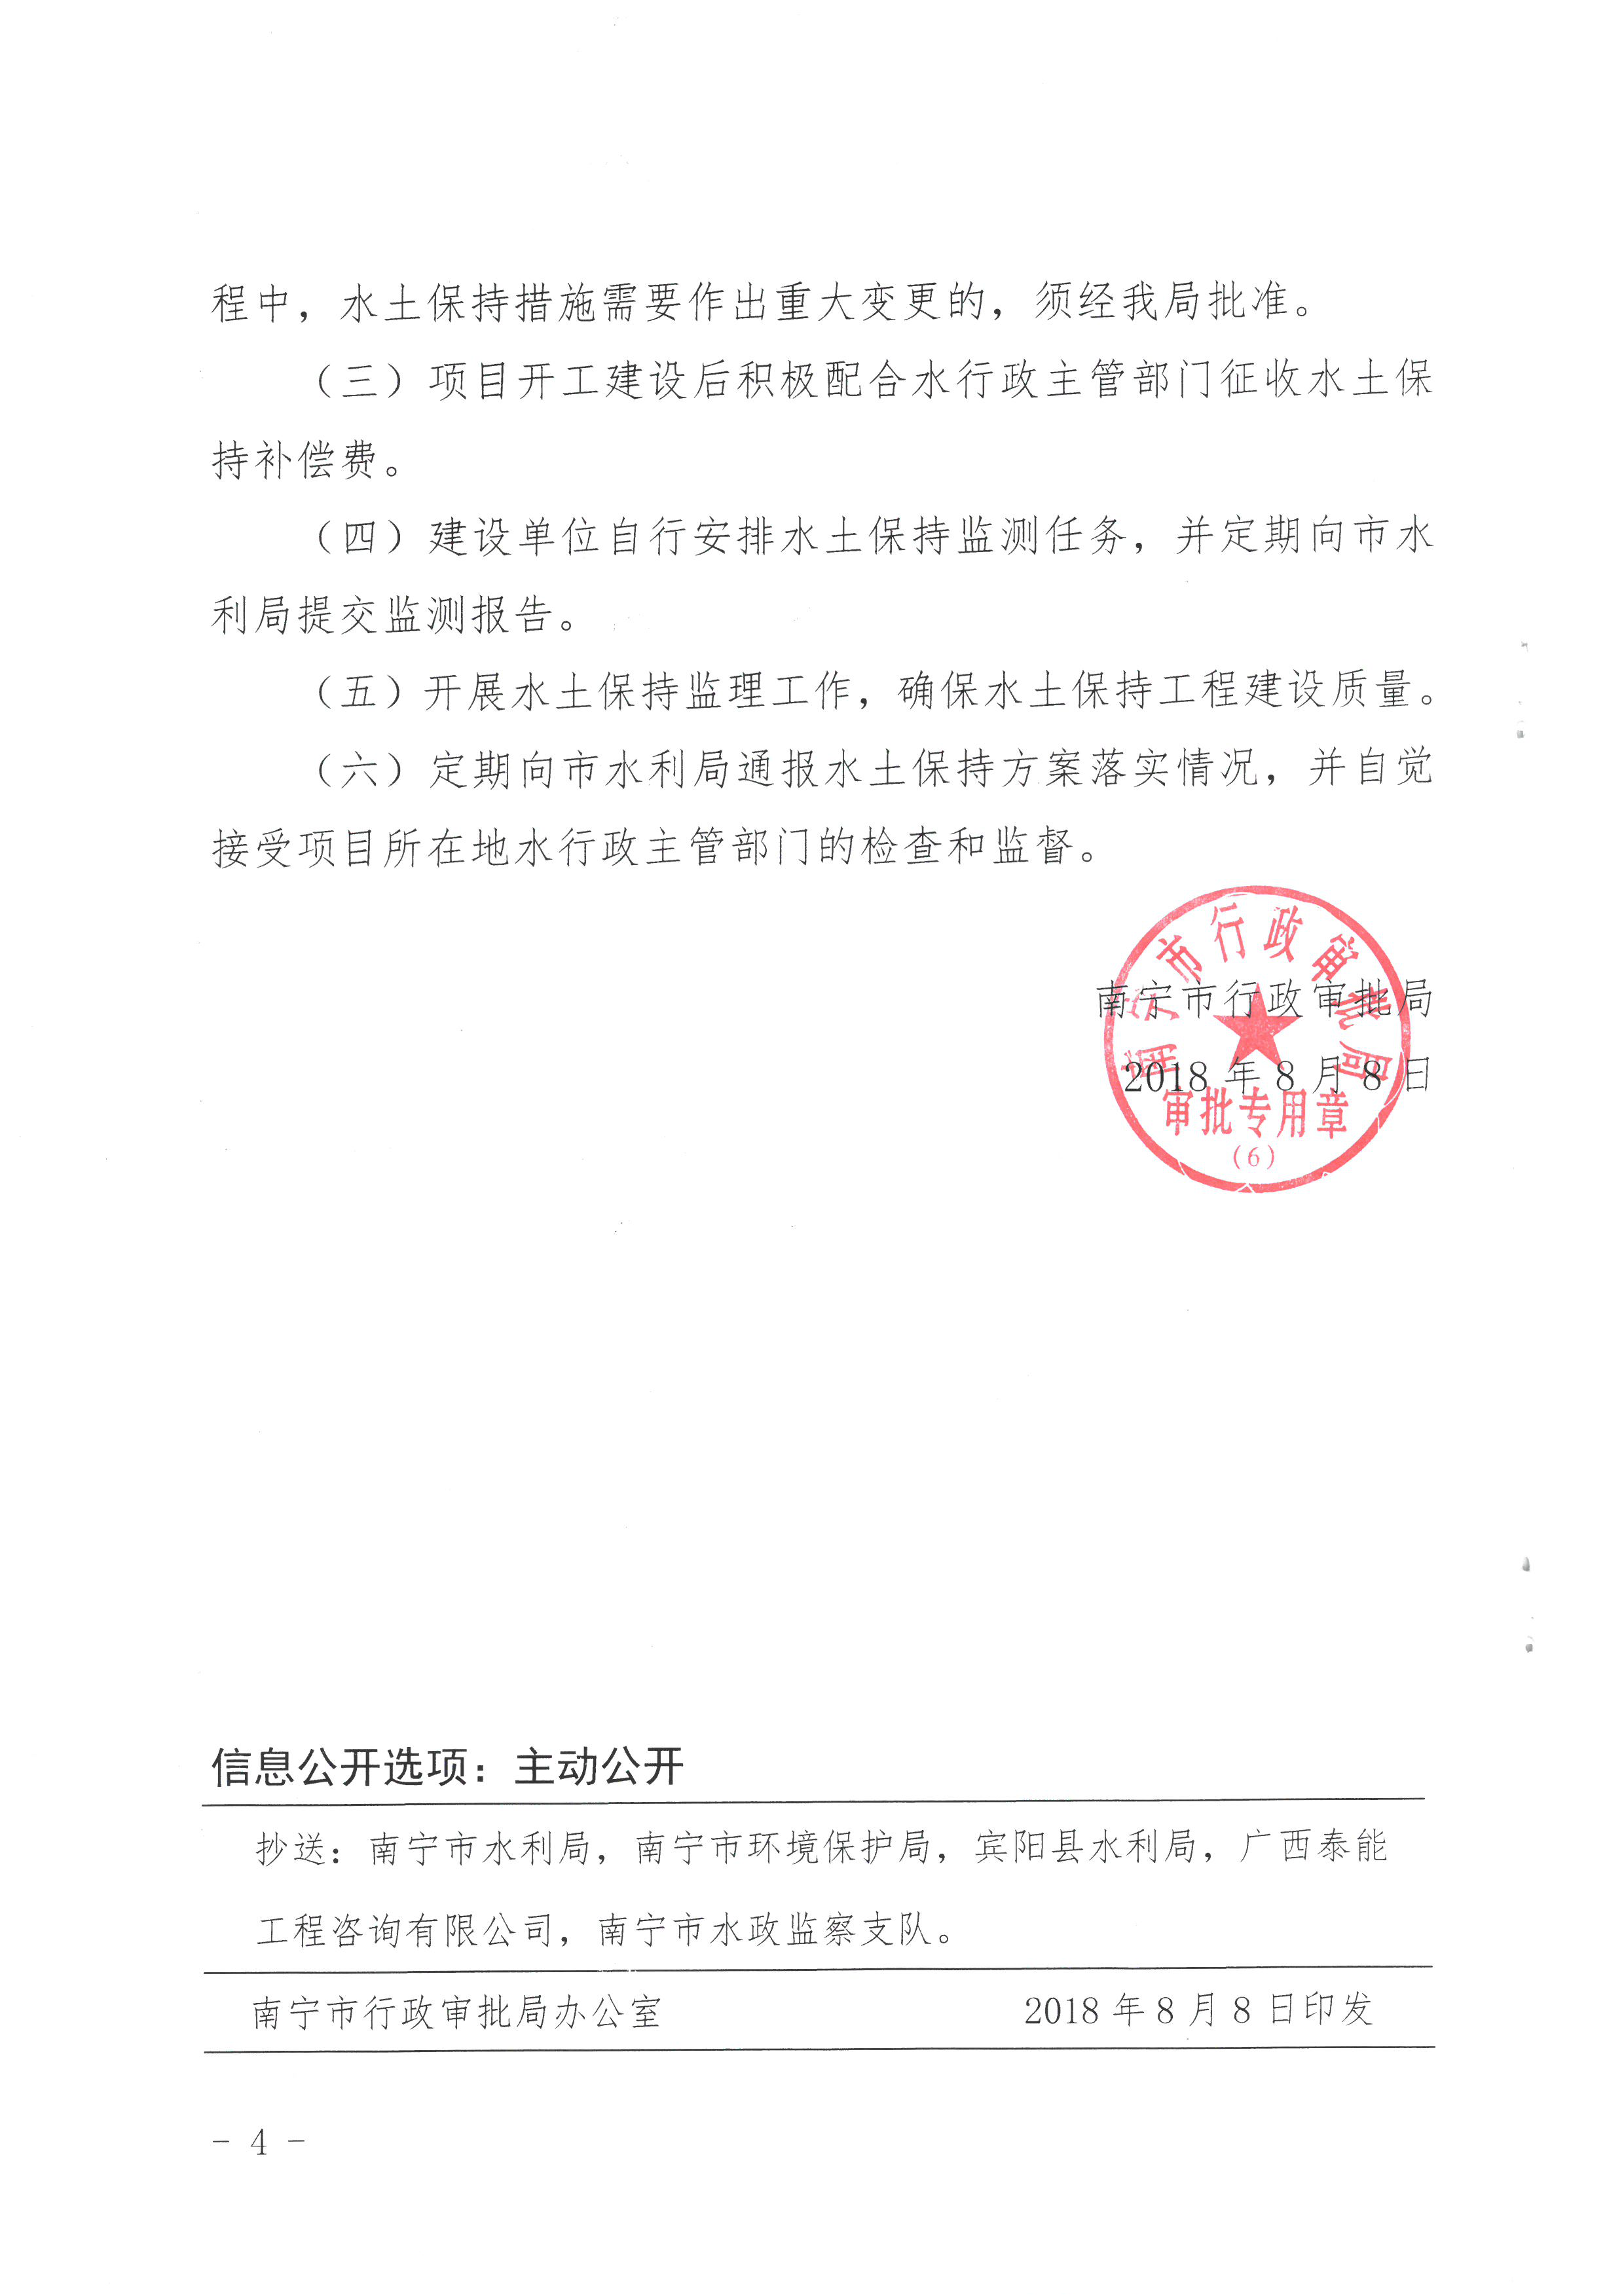 程中，水土保持措施需要作出重大变更的，须经我局批准。
（三）项目开工建设后积极配合水行政主管部门征收水土保
持补偿费。
（四）建设单位自行安排水土保持监测任务，并定期向市水
利局提交监测报告。
（五）开展水土保持监理工作，确保水土保持工程建设质量。
（六）定期向市水利局通报水土保持方案落实情况，并自觉
接受项目所在地水行政主管部门的检查和监督。
南宁市行政审批局
2018 年 8 月 8 日
南宁市行政审批局
审批专用章
（6）
信息公开选项：主动公开
抄送：南宁市水利局，南宁市环境保护局，宾阳县水利局，广西泰能
工程咨询有限公司，南宁市水政监察支队。
南宁市行政审批局办公室 2018 年 8 月 8 日印发
- 4 -